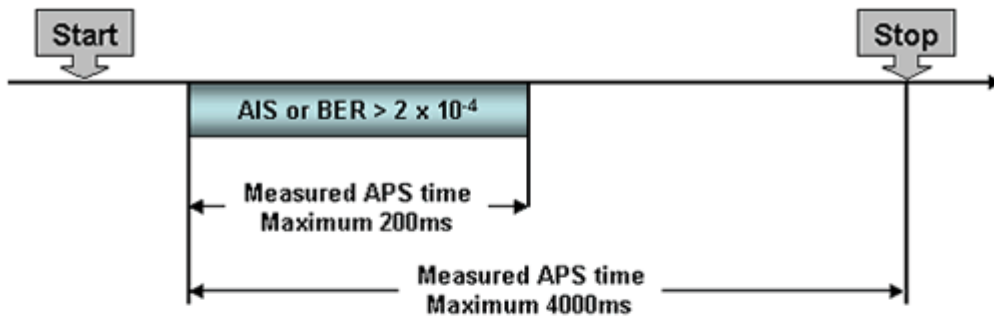 Start
Stop
AIS or BER > 2 x 10⁻⁴
Measured APS time
Maximum 200ms
Measured APS time
Maximum 4000ms